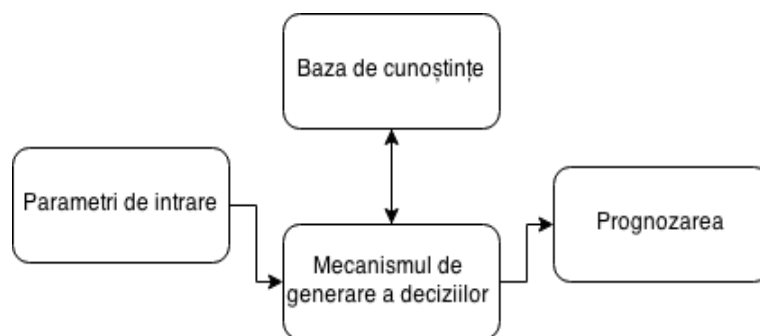 Baza de cunoștințe
Parametri de intrare
Mecanismul de
generare a deciziilor
Prognozarea